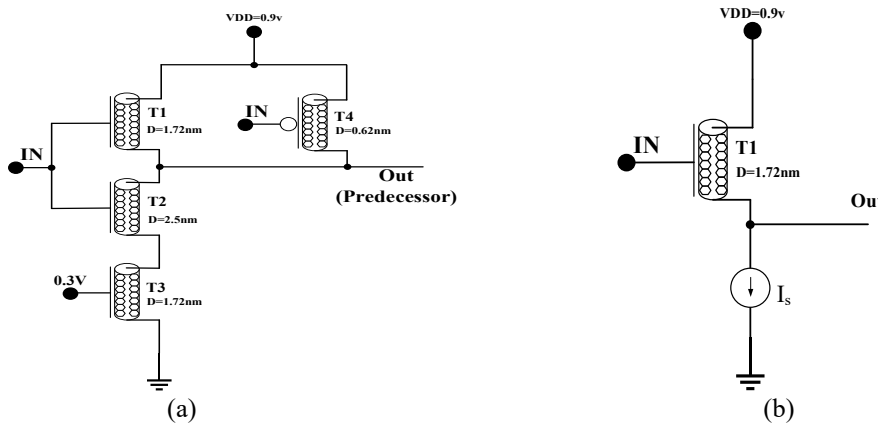 VDD=0.9v
T1
D=1.72nm
IN
T4
D=0.62nm
IN
Out
(Predecessor)
T2
D=2.5nm
0.3V
T3
D=1.72nm
(a)
VDD=0.9v
IN
T1
D=1.72nm
Out
Is
(b)